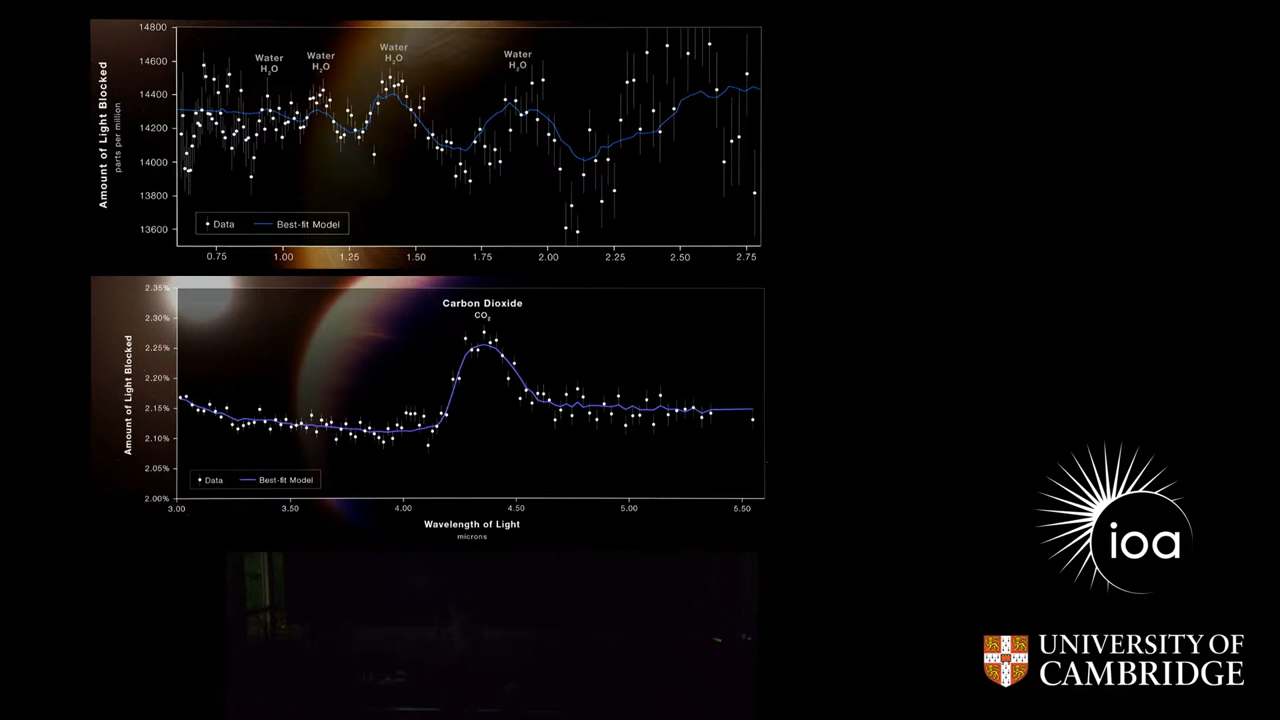 14800
14600
14400
14200
14000
13800
13600
Amount of Light Blocked
parts per million
Water
H₂O
Water
H₂O
Water
H₂O
Water
H₂O
Data
Best-fit Model
0.75 1.00 1.25 1.50 1.75 2.00 2.25 2.50 2.75
2.35%
2.30%
2.25%
2.20%
2.15%
2.10%
2.05%
2.00%
Amount of Light Blocked
Carbon Dioxide
CO₂
Data
Best-fit Model
3.00 3.50 4.00 4.50 5.00 5.50
Wavelength of Light
microns
ioa
UNIVERSITY OF
CAMBRIDGE